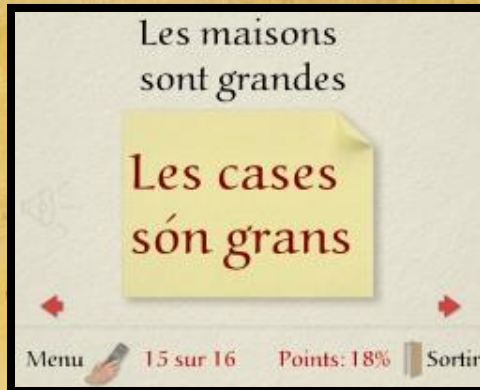 Les maisons
sont grandes
Les cases
són grans
Menu 15 sur 16 Points: 18% Sortir